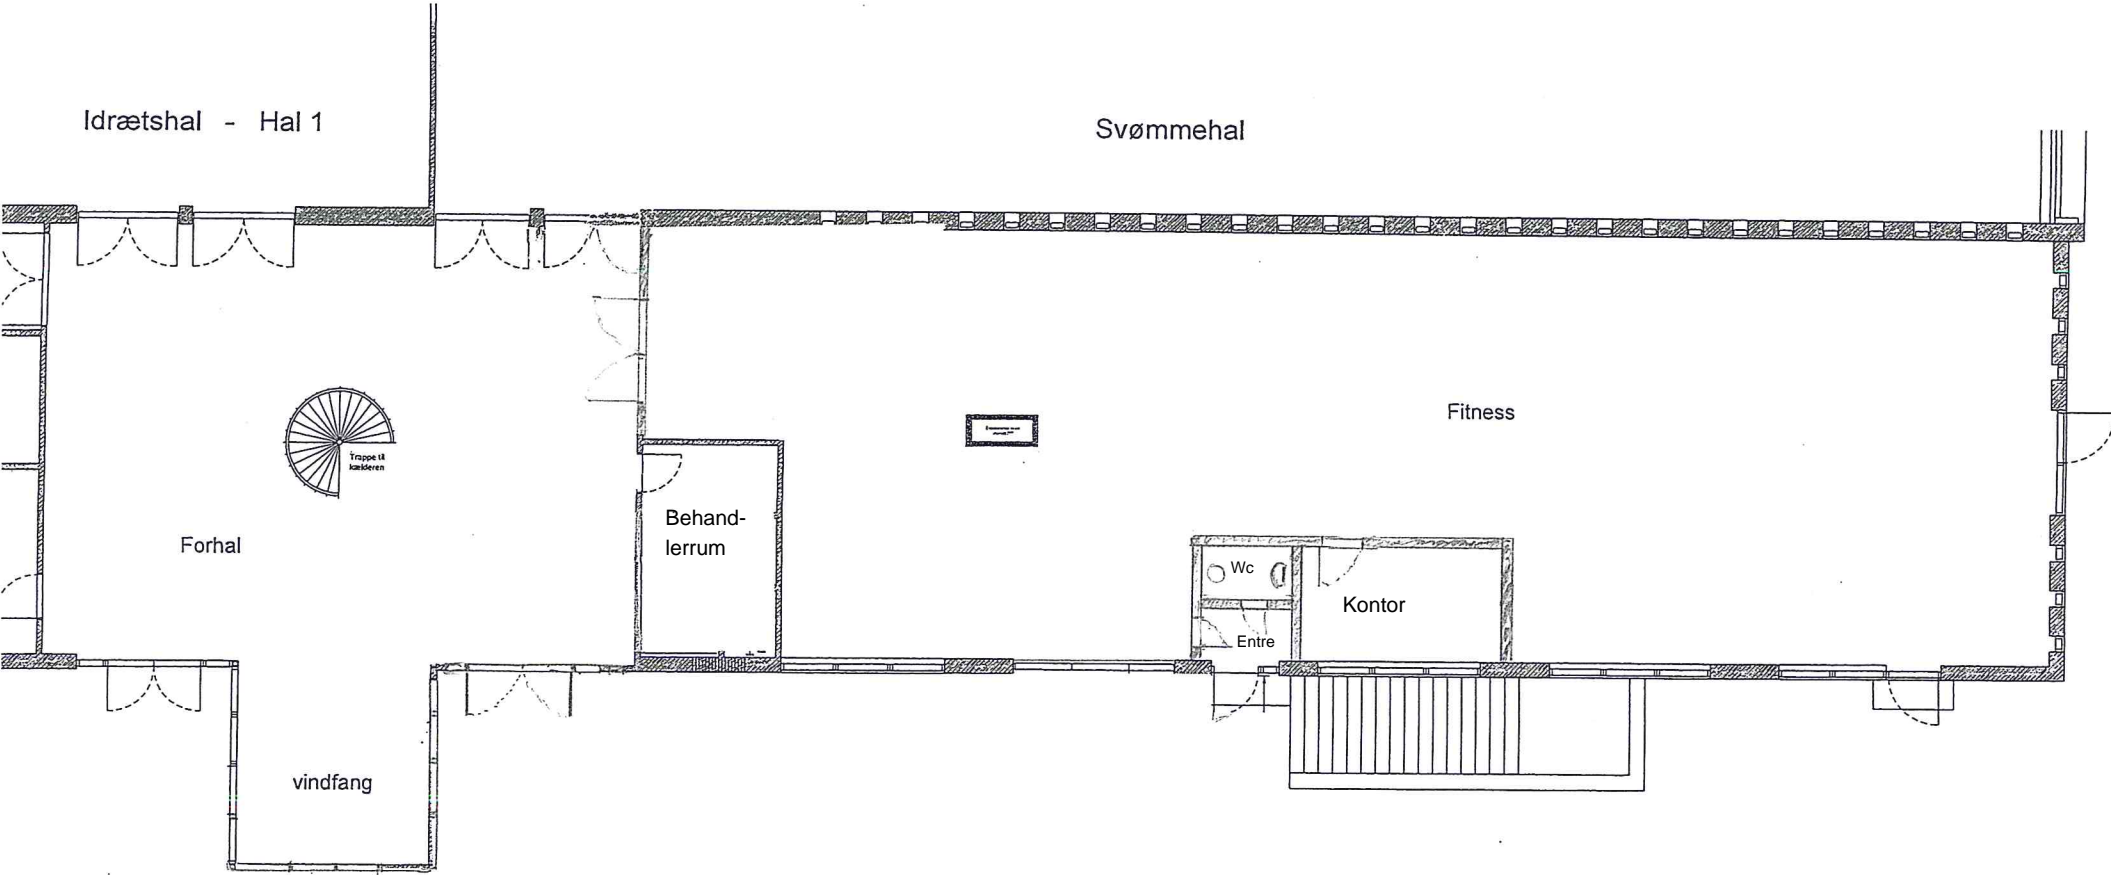 Idrætshal - Hal 1
Svømmehal
Fitness
Trappe til
kælderen
Behand-
lerrum
Forhal
Wc
Kontor
Entre
vindfang